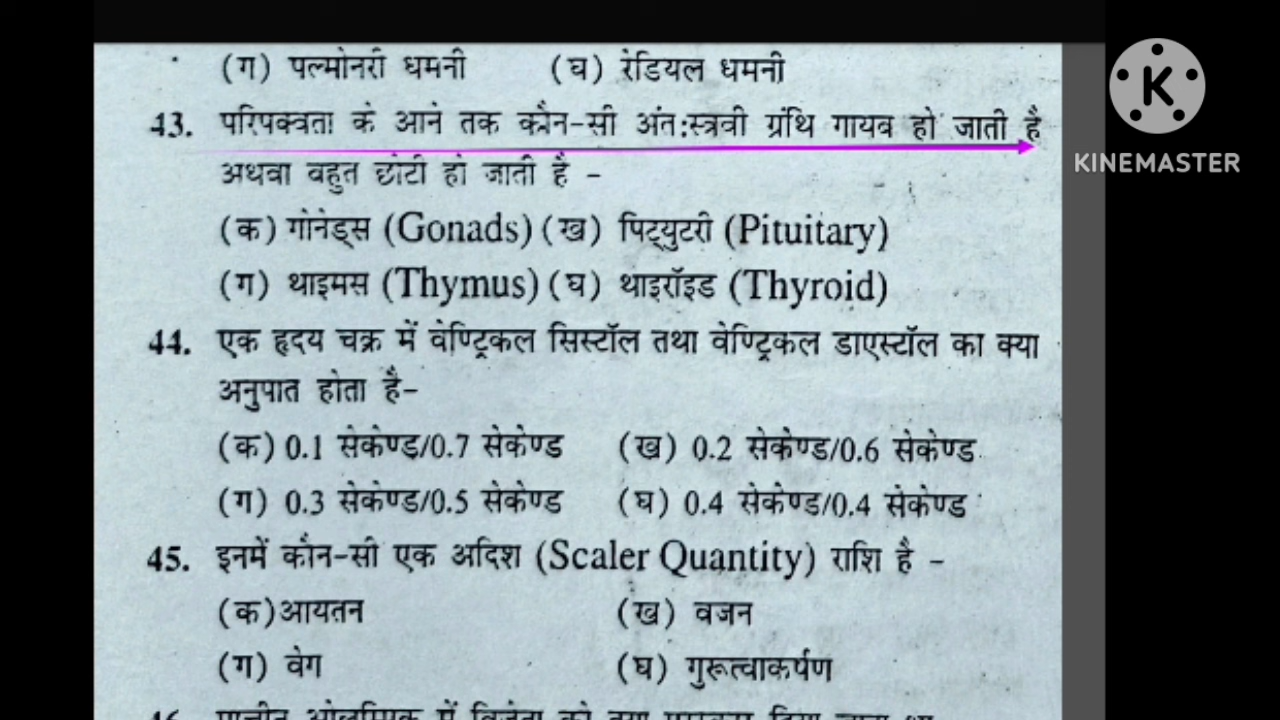 (ग) पल्मोनरी धमनी (घ) रेडियल धमनी
43. परिपक्वता के आने तक कौन-सी अंतःस्त्रवी ग्रंथि गायब हो जाती है
अथवा बहुत छोटी हो जाती है -
(क) गोनेड्स (Gonads) (ख) पिट्युटरी (Pituitary)
(ग) थाइमस (Thymus) (घ) थाइरॉइड (Thyroid)
44. एक हृदय चक्र में वेण्ट्रिकल सिस्टॉल तथा वेण्ट्रिकल डाएस्टॉल का क्या
अनुपात होता है-
(क) 0.1 सेकेण्ड/0.7 सेकेण्ड (ख) 0.2 सेकेण्ड/0.6 सेकेण्ड
(ग) 0.3 सेकेण्ड/0.5 सेकेण्ड (घ) 0.4 सेकेण्ड/0.4 सेकेण्ड
45. इनमें कौन-सी एक अदिश (Scaler Quantity) राशि है -
(क) आयतन (ख) वजन
(ग) वेग (घ) गुरूत्वाकर्षण
46. प्राचीन ओलम्पिक में विजेता को क्या
K
KINEMASTER